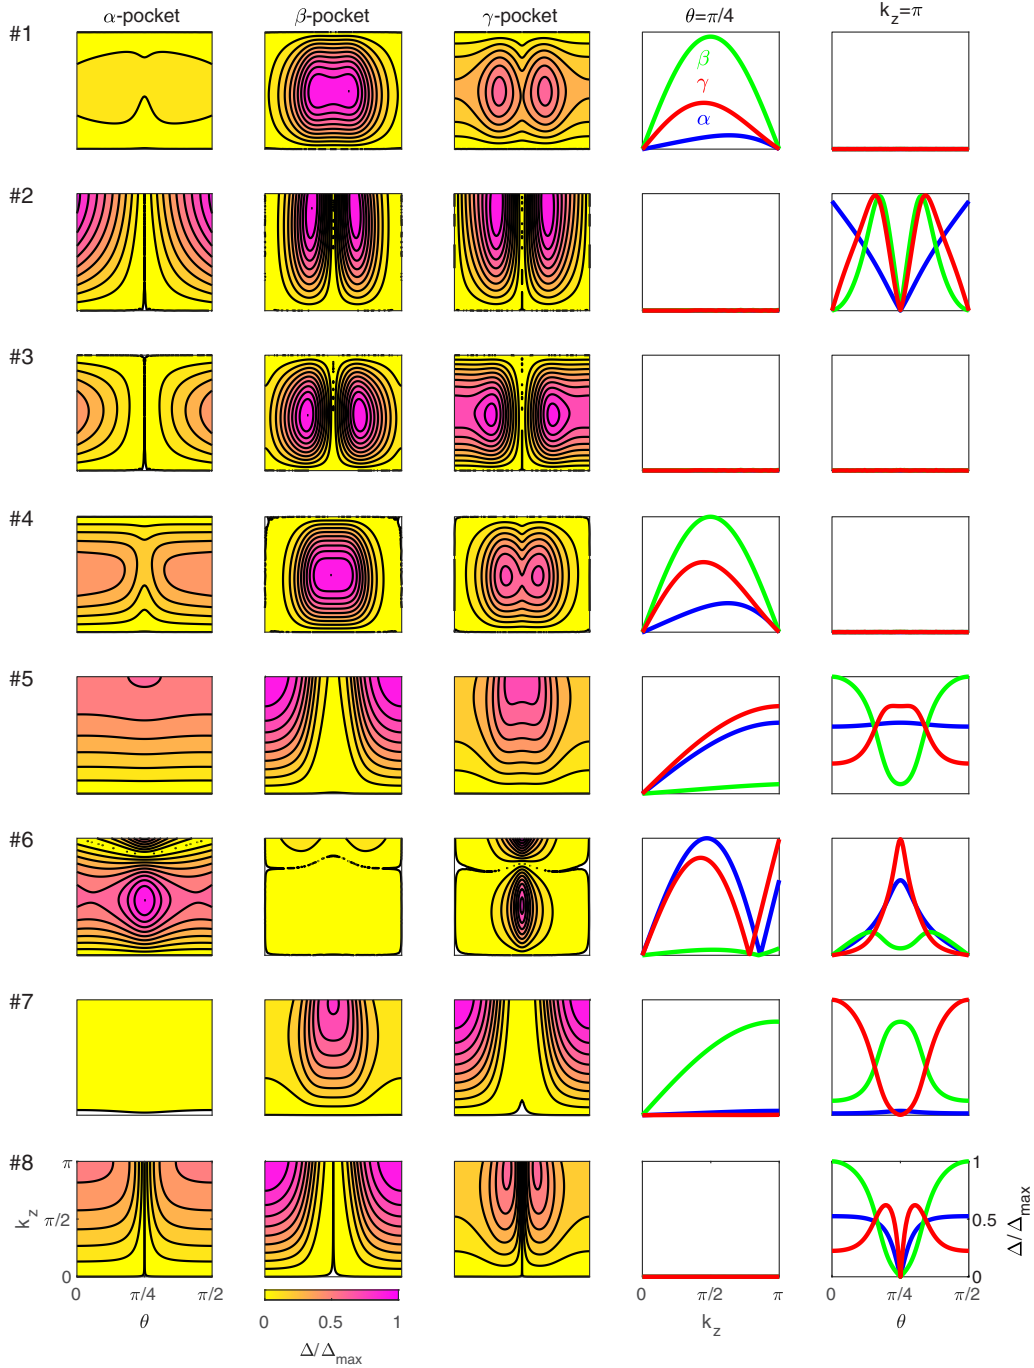 α-pocket β-pocket γ-pocket θ=π/4 k_z=π
#1
β
γ
α
#2
#3
#4
#5
#6
#7
#8
π 1
k_z π/2 0.5 Δ/Δ_max
0 0
0 π/4 π/2 0 π/2 π 0 π/4 π/2
θ 0 0.5 1 k_z θ
Δ/Δ_max